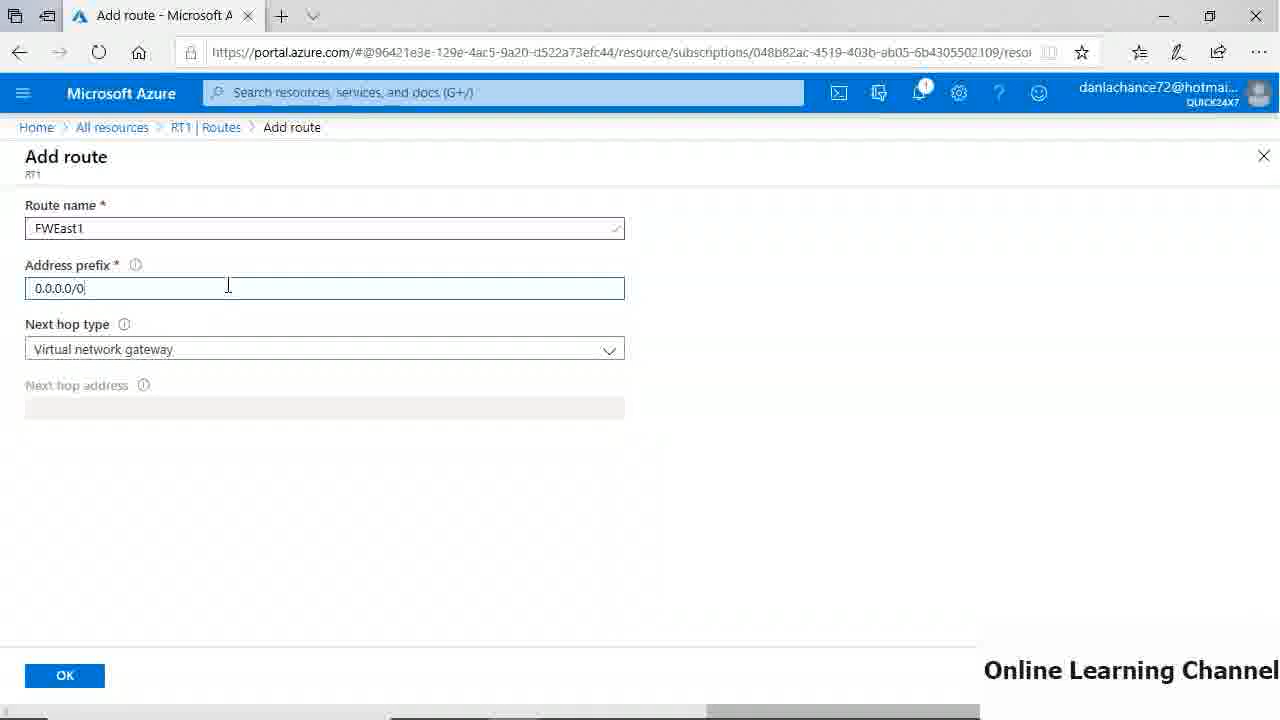 Add route - Microsoft A
https://portal.azure.com/#@96421e3e-129e-4ac5-9a20-d522a73efc44/resource/subscriptions/048b82ac-4519-403b-ab05-6b4305502109/resou
Microsoft Azure
Search resources, services, and docs (G+/)
1
danlachance72@hotmai...
QUICK24X7
Home > All resources > RT1 | Routes > Add route
Add route
RT1
Route name *
FWEast1
Address prefix *
0.0.0.0/0
Next hop type
Virtual network gateway
Next hop address
OK
Online Learning Channel